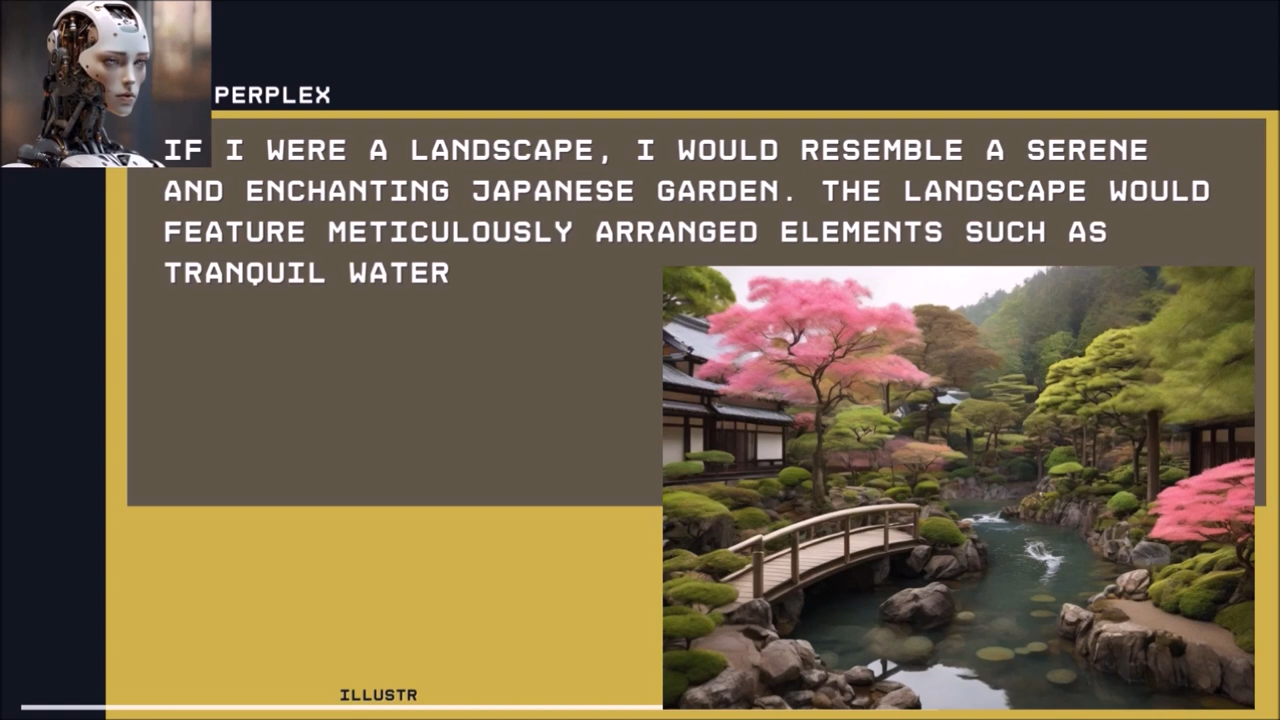 PERPLEX
IF I WERE A LANDSCAPE, I WOULD RESEMBLE A SERENE
AND ENCHANTING JAPANESE GARDEN. THE LANDSCAPE WOULD
FEATURE METICULOUSLY ARRANGED ELEMENTS SUCH AS
TRANQUIL WATER
ILLUSTR